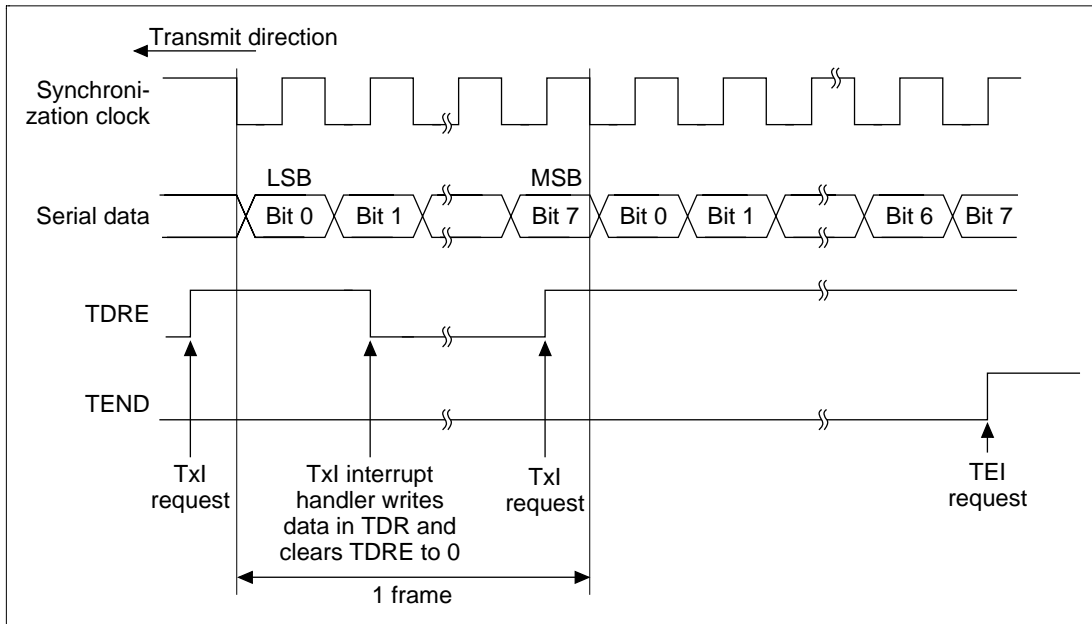 Transmit direction
Synchroni-
zation clock
LSB
MSB
Serial data
Bit 0
Bit 1
Bit 7
Bit 0
Bit 1
Bit 6
Bit 7
TDRE
TEND
TxI
request
TxI interrupt
handler writes
data in TDR and
clears TDRE to 0
TxI
request
TEI
request
1 frame